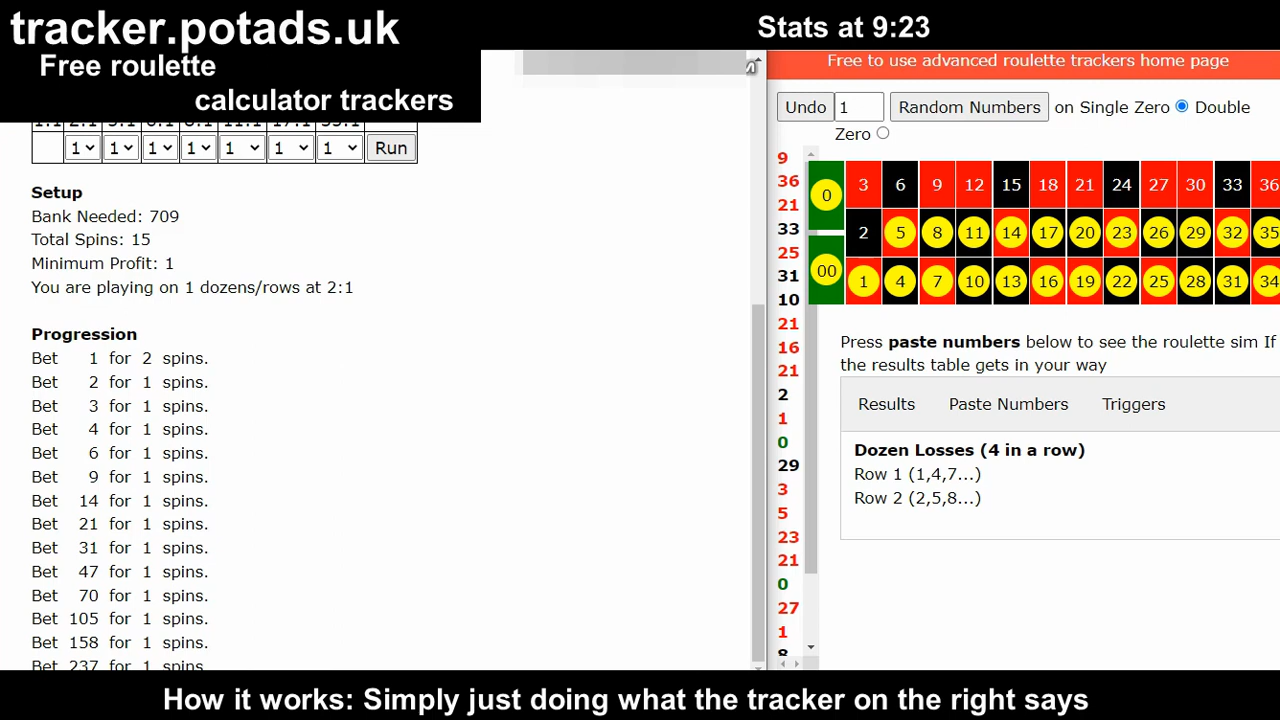 tracker.potads.uk
Free roulette
calculator trackers
Stats at 9:23
Free to use advanced roulette trackers home page
1 1 1 1 1 1 1 Run
Setup
Bank Needed: 709
Total Spins: 15
Minimum Profit: 1
You are playing on 1 dozens/rows at 2:1
Progression
Bet 1 for 2 spins.
Bet 2 for 1 spins.
Bet 3 for 1 spins.
Bet 4 for 1 spins.
Bet 6 for 1 spins.
Bet 9 for 1 spins.
Bet 14 for 1 spins.
Bet 21 for 1 spins.
Bet 31 for 1 spins.
Bet 47 for 1 spins.
Bet 70 for 1 spins.
Bet 105 for 1 spins.
Bet 158 for 1 spins.
Bet 237 for 1 spins.
Undo 1 Random Numbers on Single Zero Double
Zero
9
36
21
33
25
31
10
21
16
21
2
1
0
29
3
5
23
21
0
27
1
8
0 3 6 9 12 15 18 21 24 27 30 33 36
2 5 8 11 14 17 20 23 26 29 32 35
00 1 4 7 10 13 16 19 22 25 28 31 34
Press paste numbers below to see the roulette sim If
the results table gets in your way
Results Paste Numbers Triggers
Dozen Losses (4 in a row)
Row 1 (1,4,7...)
Row 2 (2,5,8...)
How it works: Simply just doing what the tracker on the right says